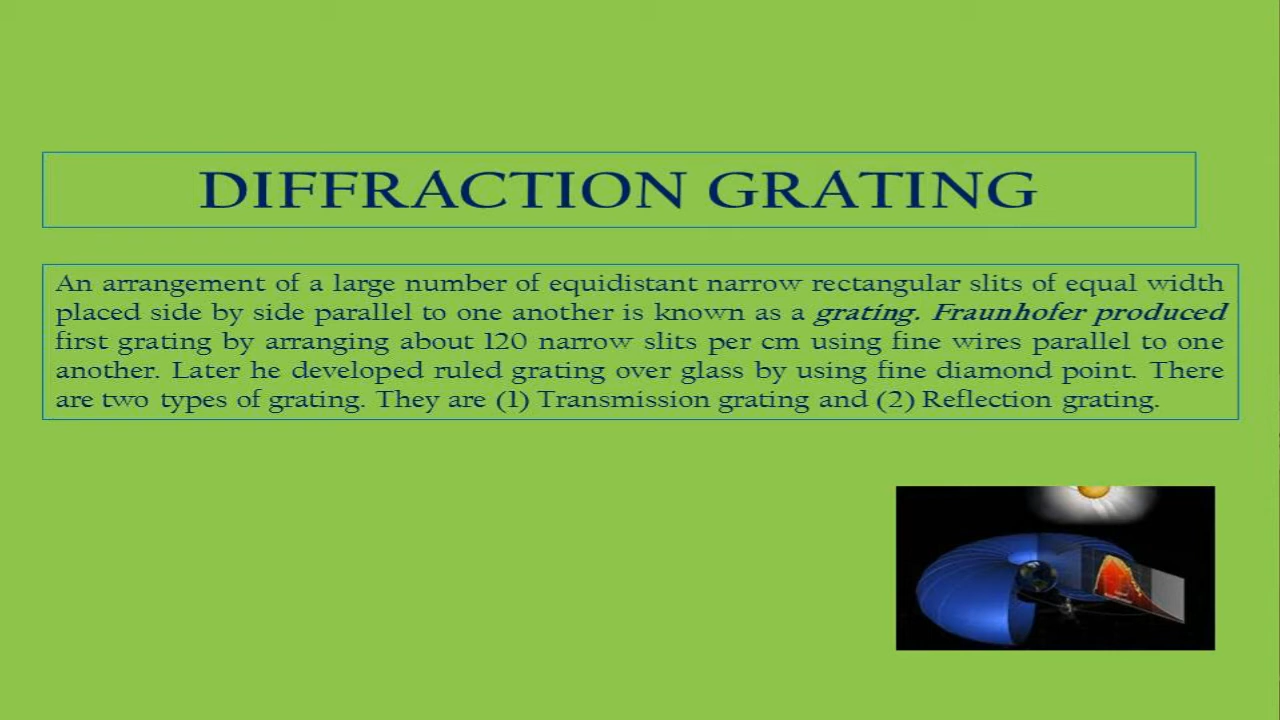 DIFFRACTION GRATING
An arrangement of a large number of equidistant narrow rectangular slits of equal width
placed side by side parallel to one another is known as a grating. Fraunhofer produced
first grating by arranging about 120 narrow slits per cm using fine wires parallel to one
another. Later he developed ruled grating over glass by using fine diamond point. There
are two types of grating. They are (1) Transmission grating and (2) Reflection grating.